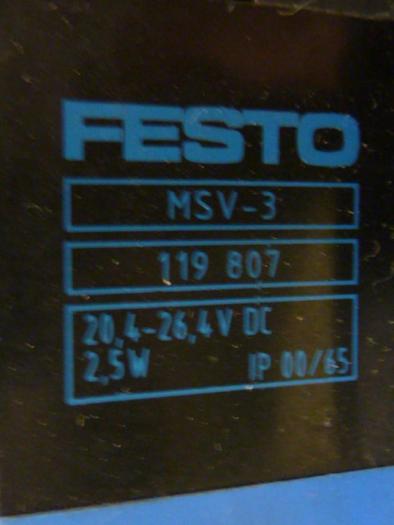 FESTO
MSV-3
119 807
20,4-26,4V DC
2,5W IP 00/65